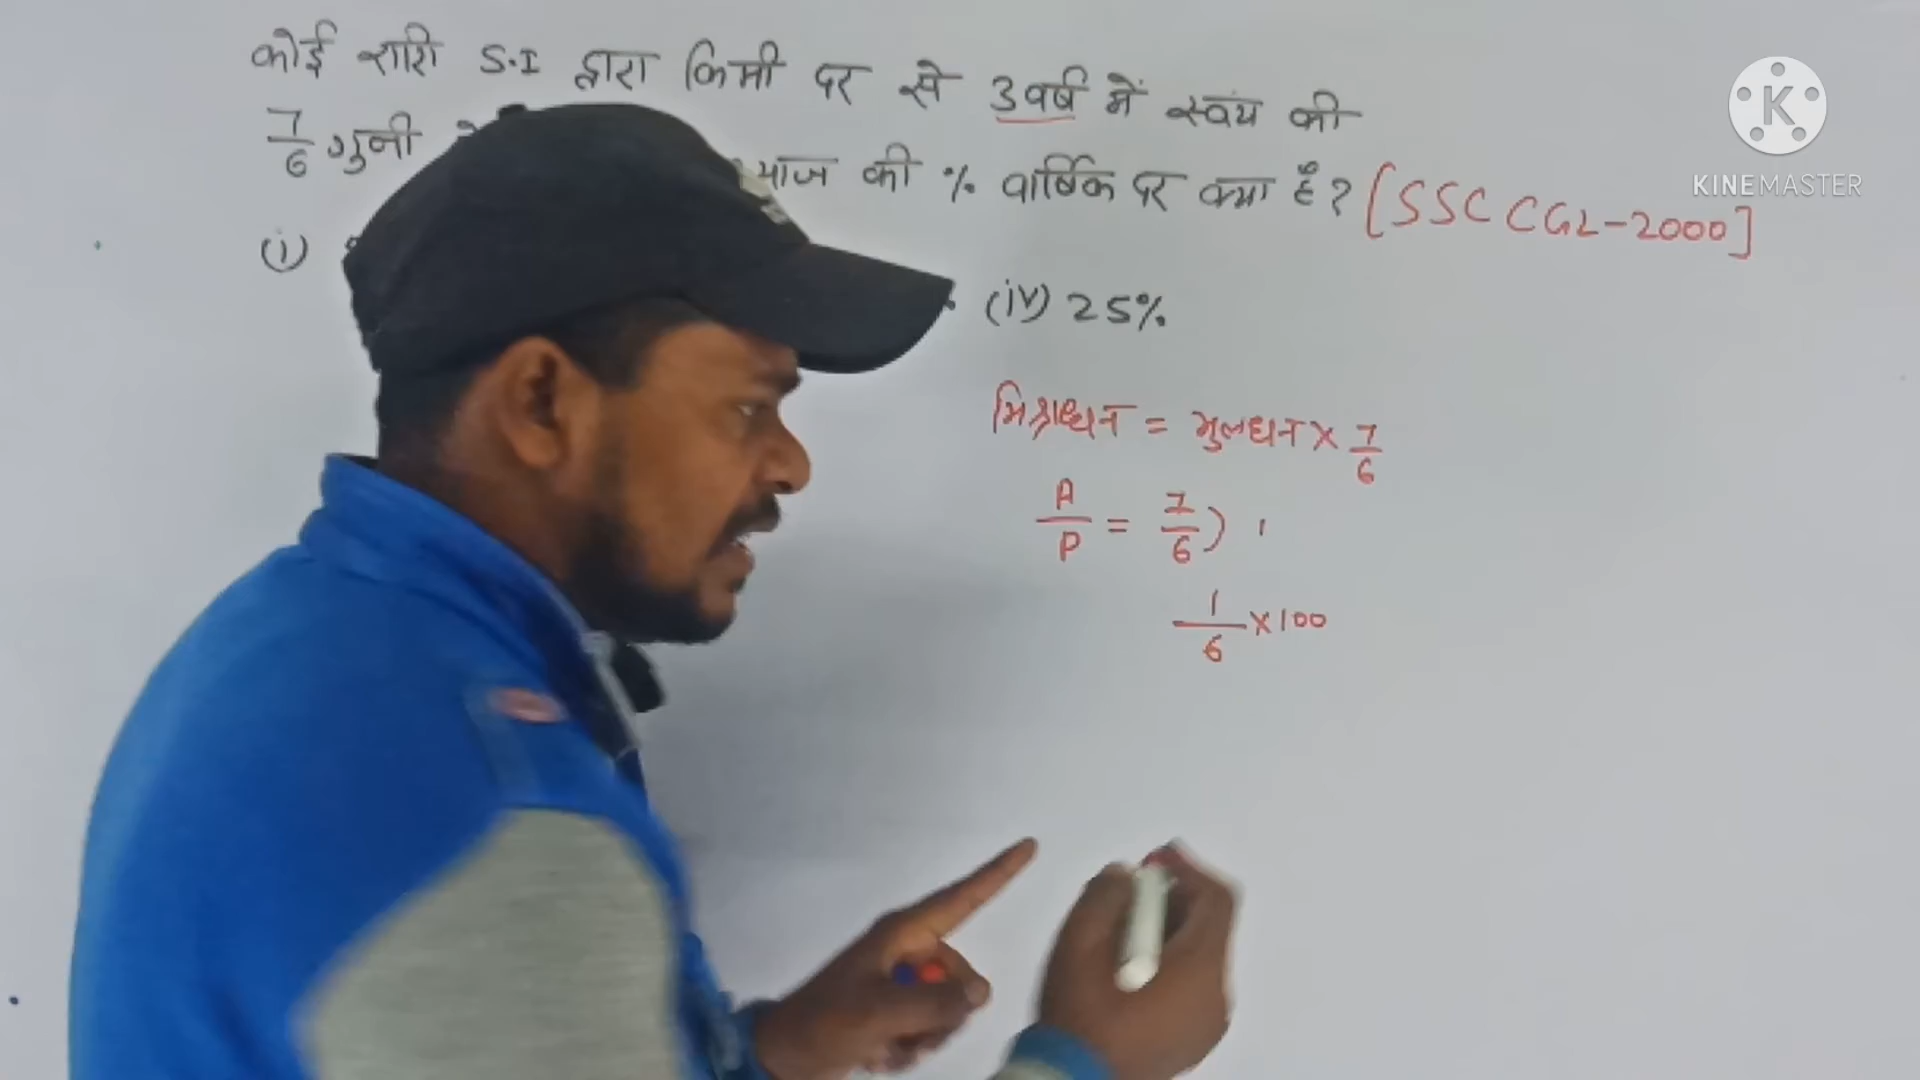 कोई राशि S.I द्वारा किसी दर से 3 वर्ष में स्वंय की
7/6 गुनी की % वार्षिक दर क्या है? [SSC CGL-2000]
(i) (iv) 25%
मिश्रधन = मुलधन × 7/6
A/P = 7/6) 1
1/6 × 100
K
KINEMASTER